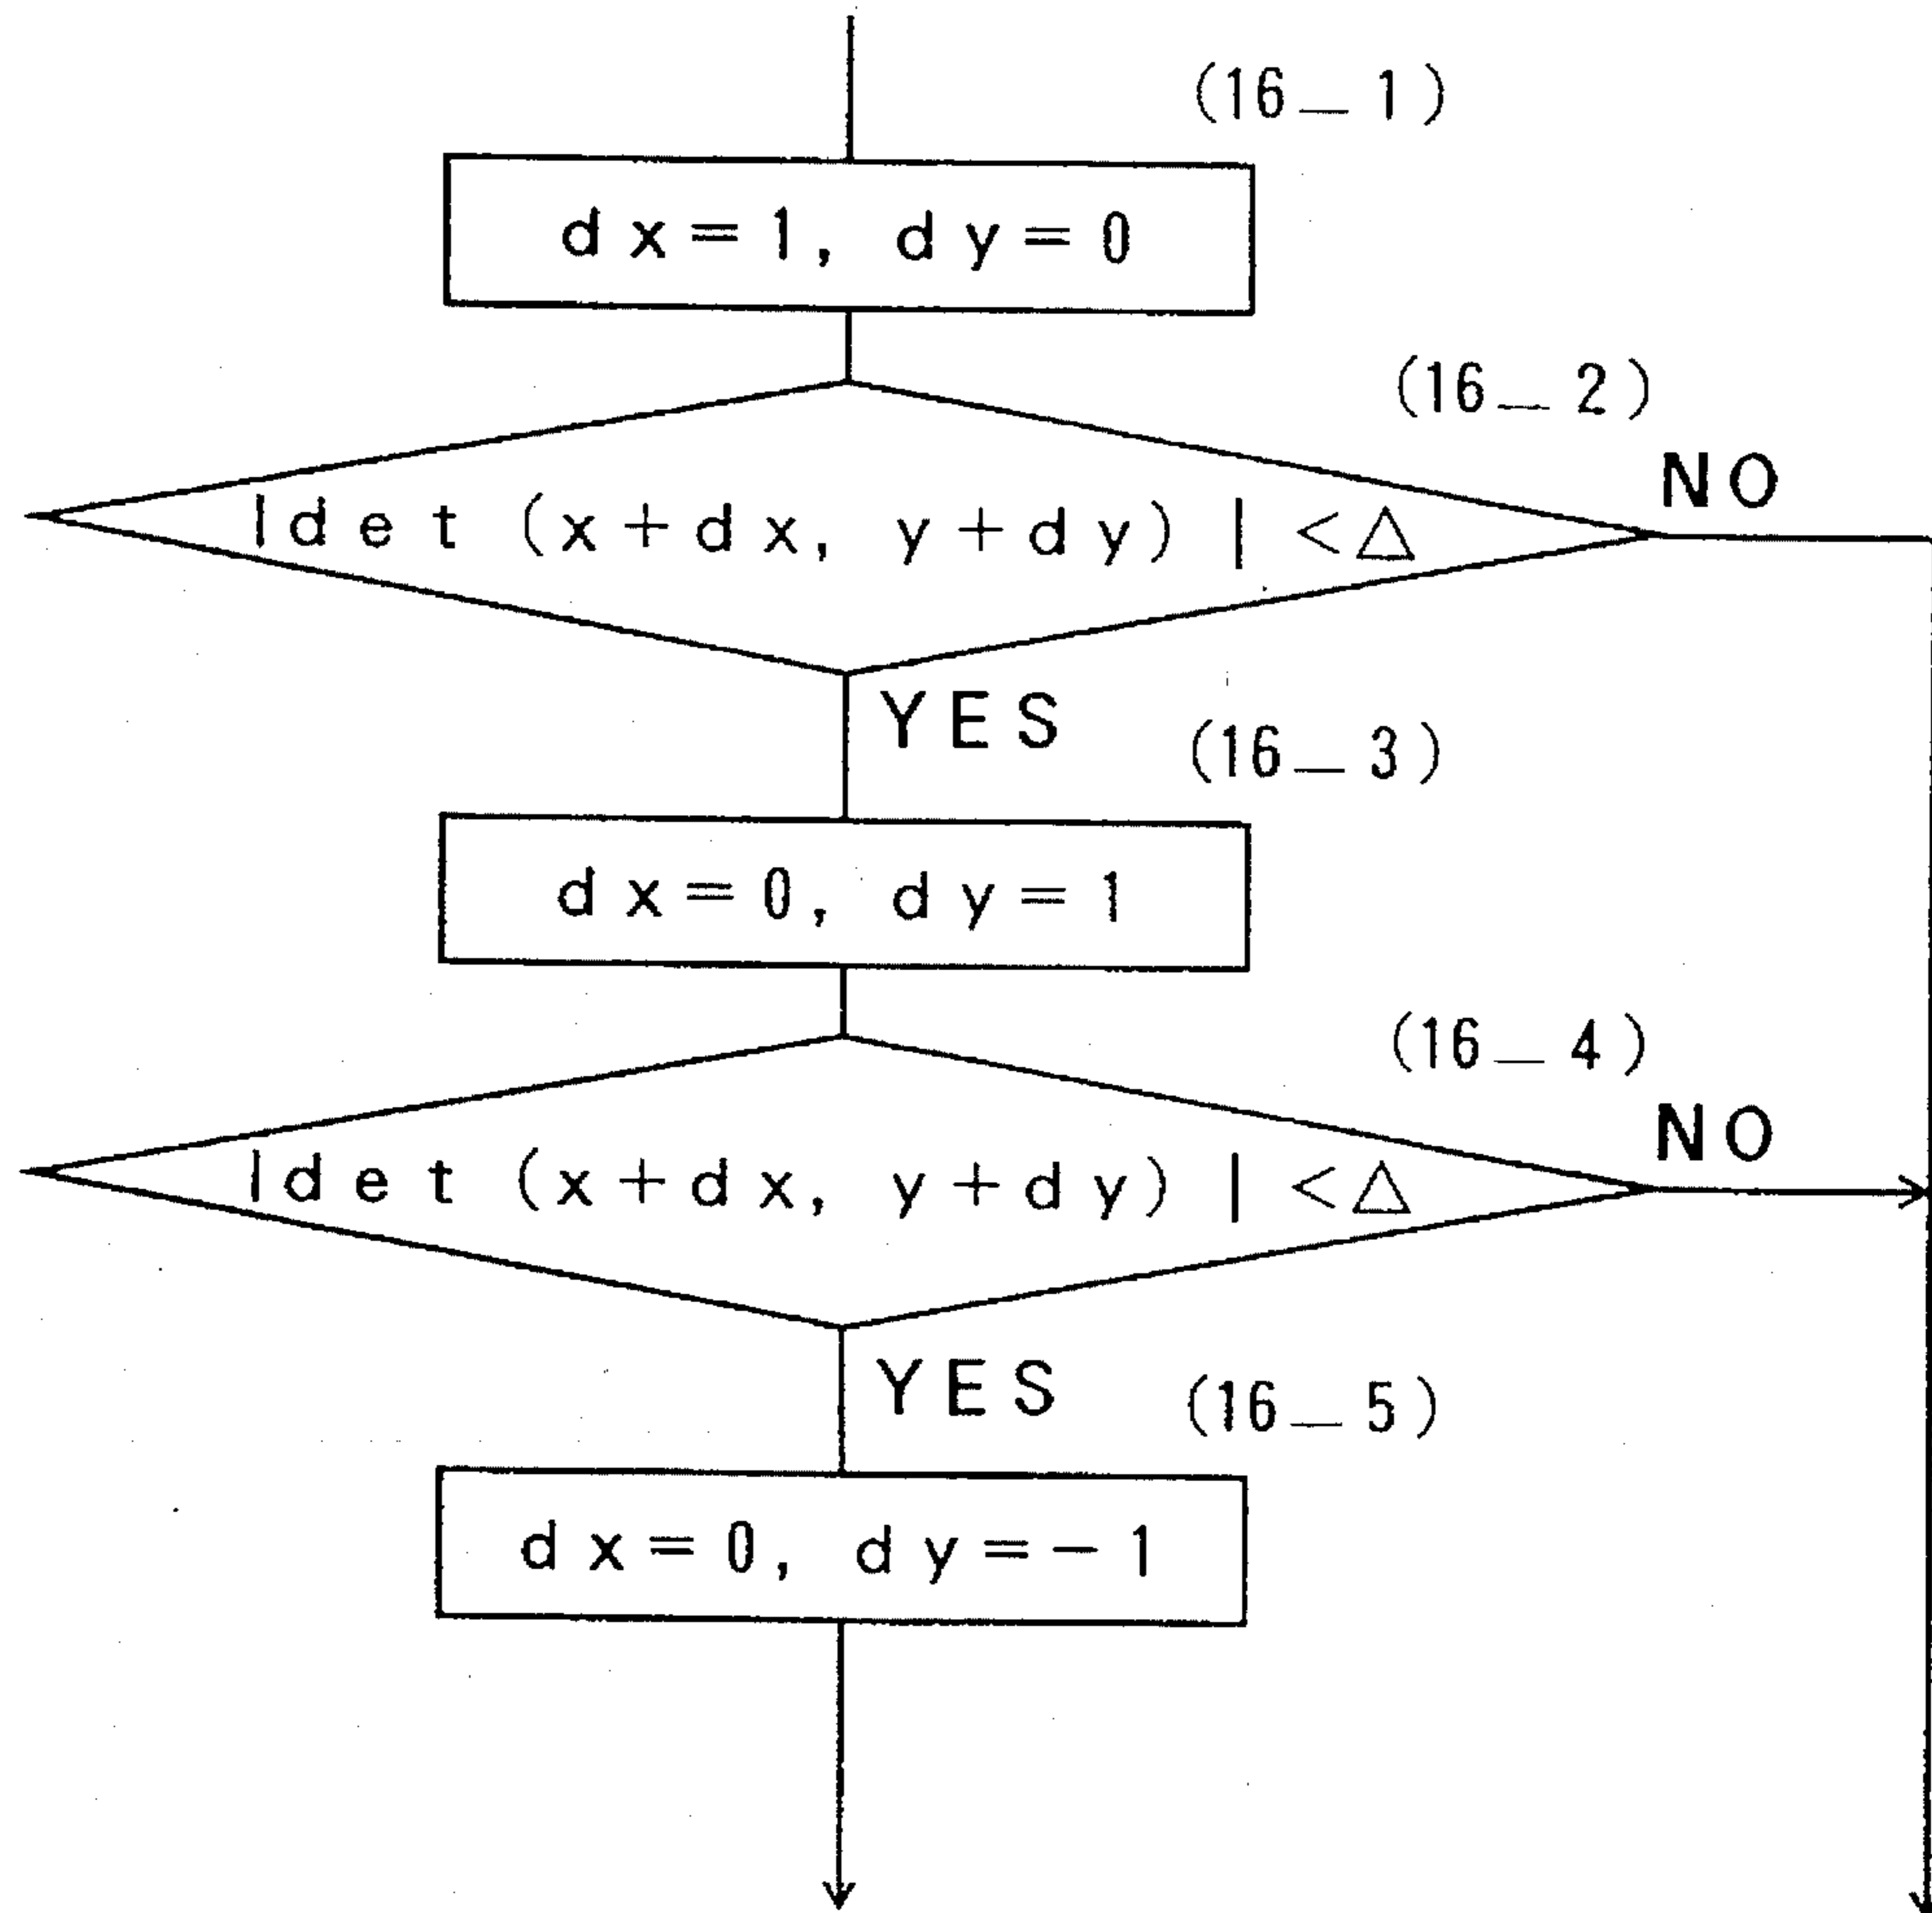 (16_1)
dx=1, dy=0
(16_2)
NO
|det(x+dx, y+dy)|<△
YES
(16_3)
dx=0, dy=1
(16_4)
NO
|det(x+dx, y+dy)|<△
YES
(16_5)
dx=0, dy=-1